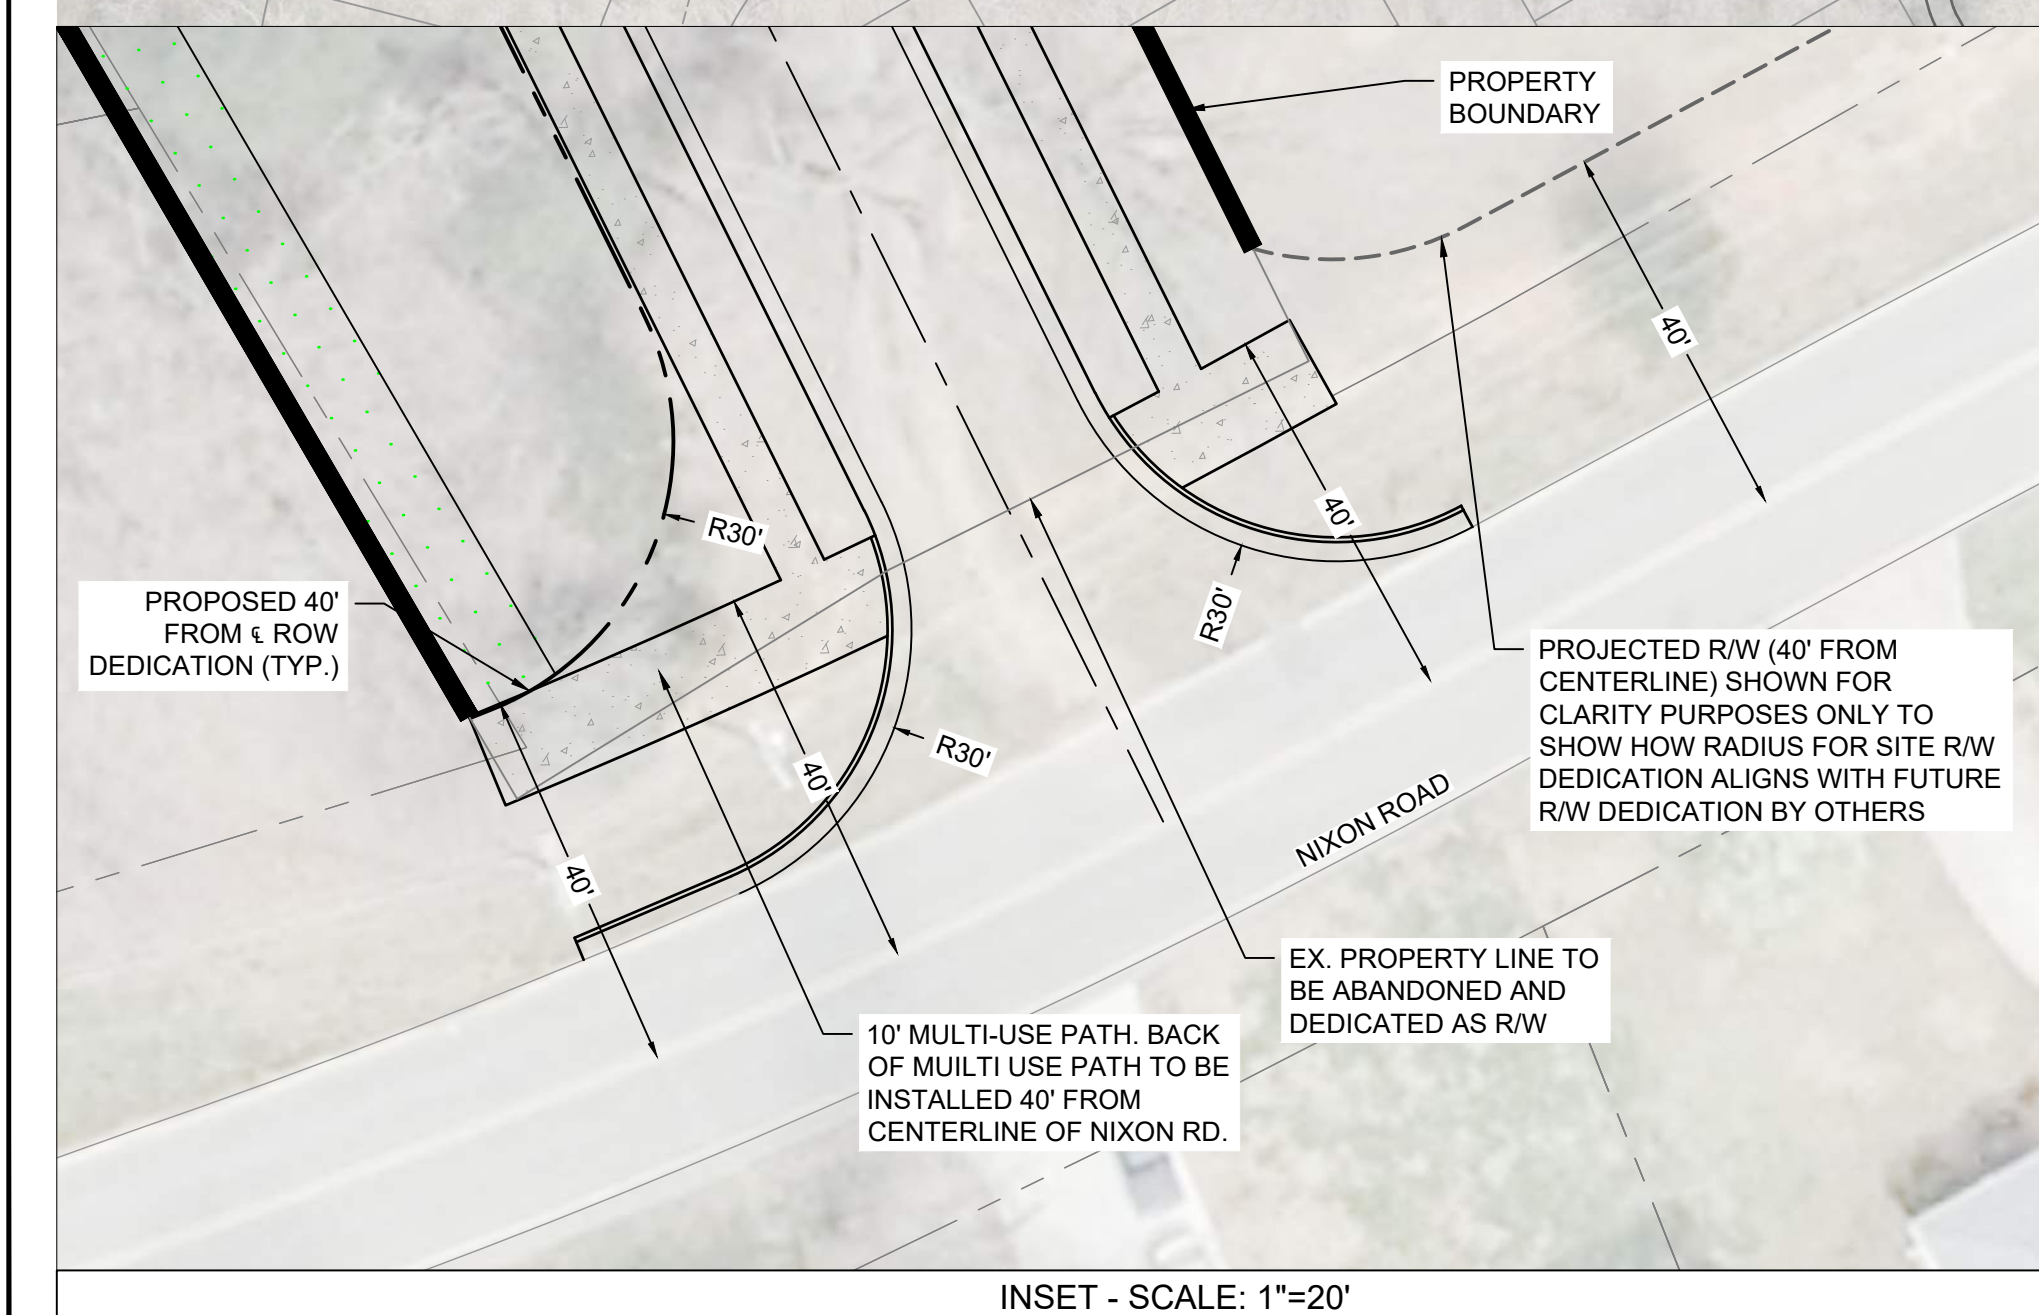 PROPERTY
BOUNDARY
40'
R30'
PROPOSED 40'
FROM ℄ ROW
DEDICATION (TYP.)
40'
R30'
R30'
40'
40'
PROJECTED R/W (40' FROM
CENTERLINE) SHOWN FOR
CLARITY PURPOSES ONLY TO
SHOW HOW RADIUS FOR SITE R/W
DEDICATION ALIGNS WITH FUTURE
R/W DEDICATION BY OTHERS
NIXON ROAD
EX. PROPERTY LINE TO
BE ABANDONED AND
DEDICATED AS R/W
10' MULTI-USE PATH. BACK
OF MUILTI USE PATH TO BE
INSTALLED 40' FROM
CENTERLINE OF NIXON RD.
INSET - SCALE: 1"=20'